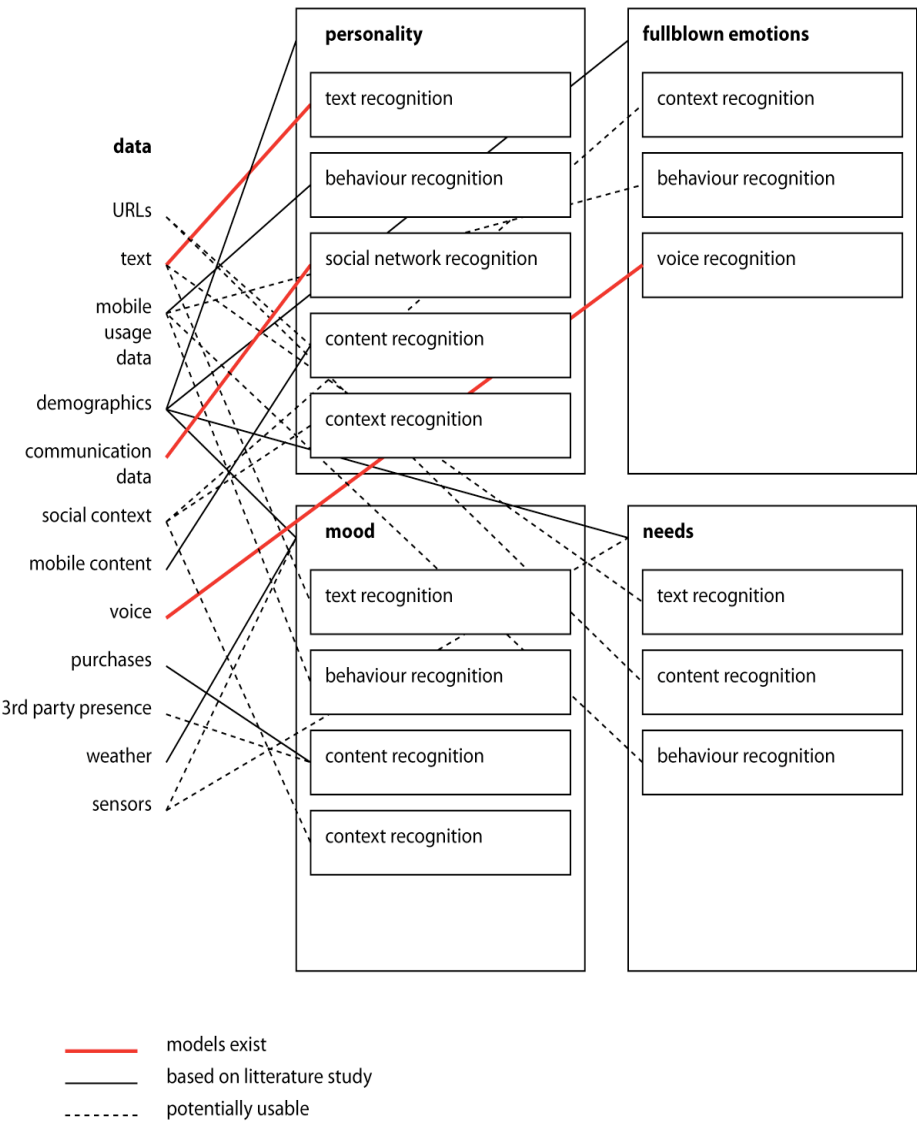 data
URLs
text
mobile
usage
data
demographics
communication
data
social context
mobile content
voice
purchases
3rd party presence
weather
sensors
personality
text recognition
behaviour recognition
social network recognition
content recognition
context recognition
fullblown emotions
context recognition
behaviour recognition
voice recognition
mood
text recognition
behaviour recognition
content recognition
context recognition
needs
text recognition
content recognition
behaviour recognition
models exist
based on litterature study
potentially usable